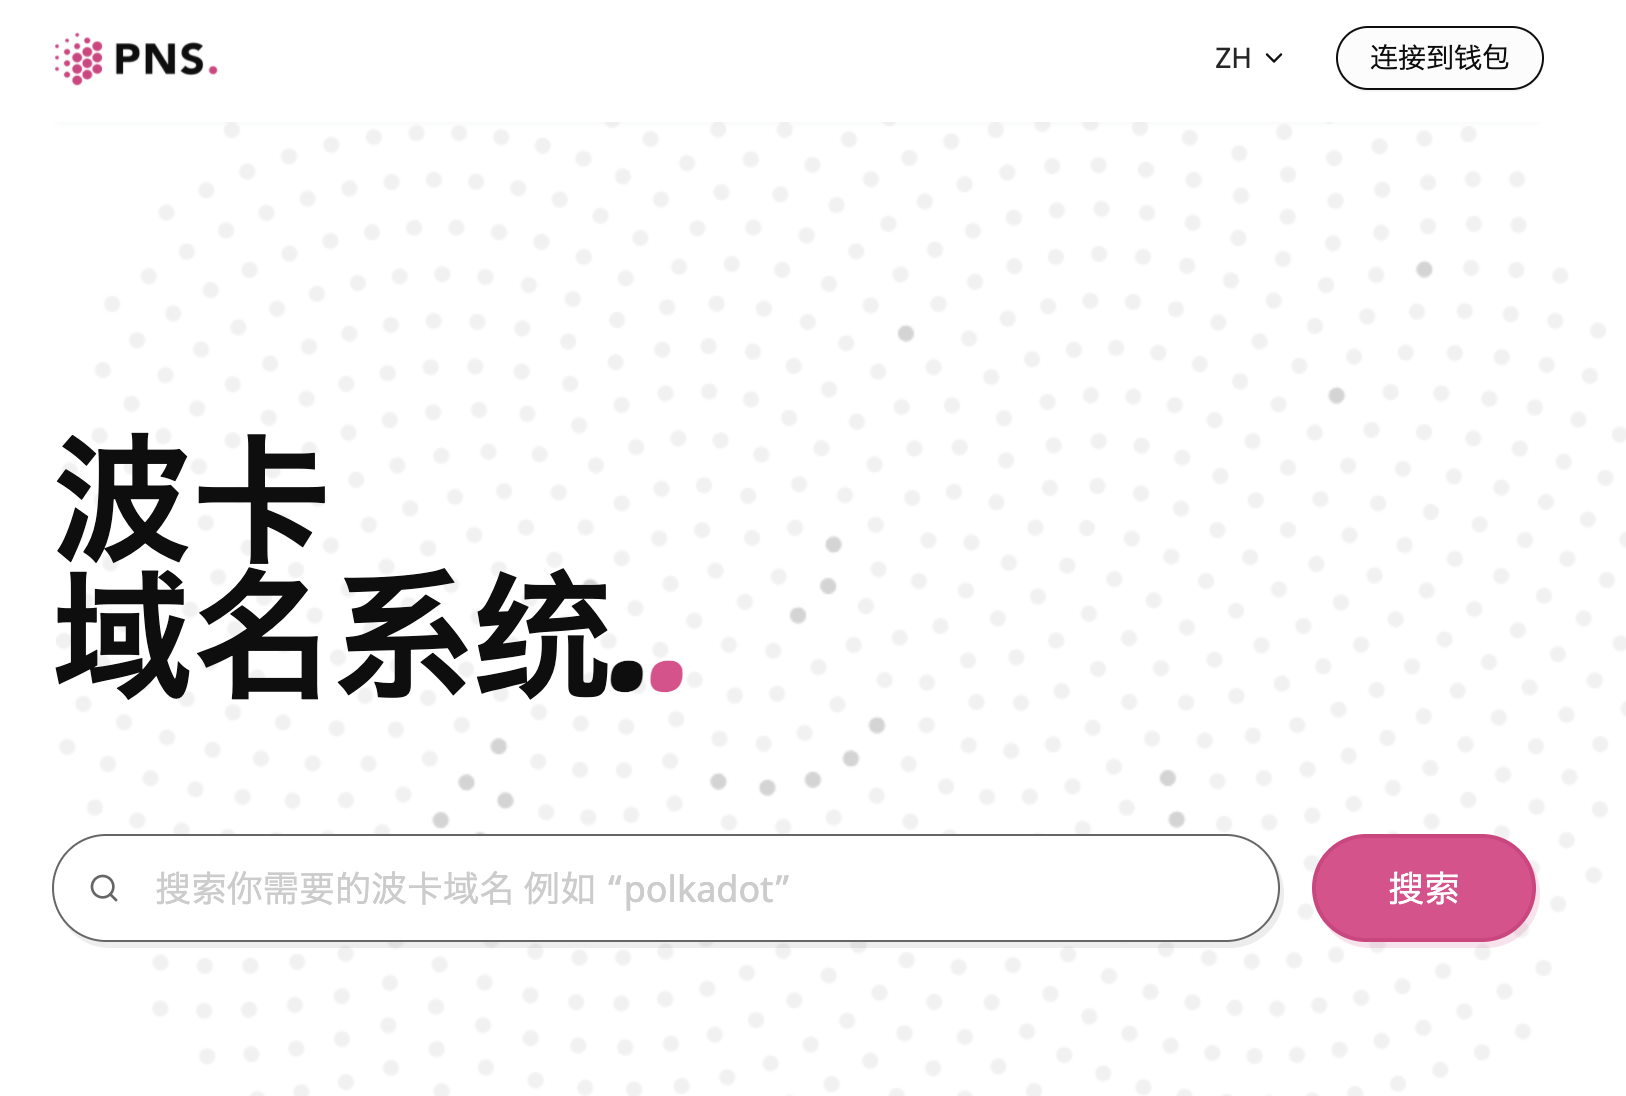 PNS.
ZH
连接到钱包
波卡
域名系统..
搜索你需要的波卡域名 例如 “polkadot”
搜索